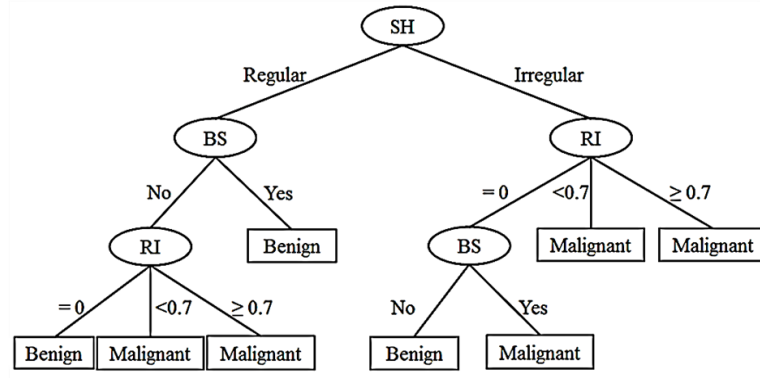 SH
Regular Irregular
BS RI
No Yes = 0 <0.7 ≥ 0.7
RI Benign BS Malignant Malignant
= 0 <0.7 ≥ 0.7 No Yes
Benign Malignant Malignant Benign Malignant